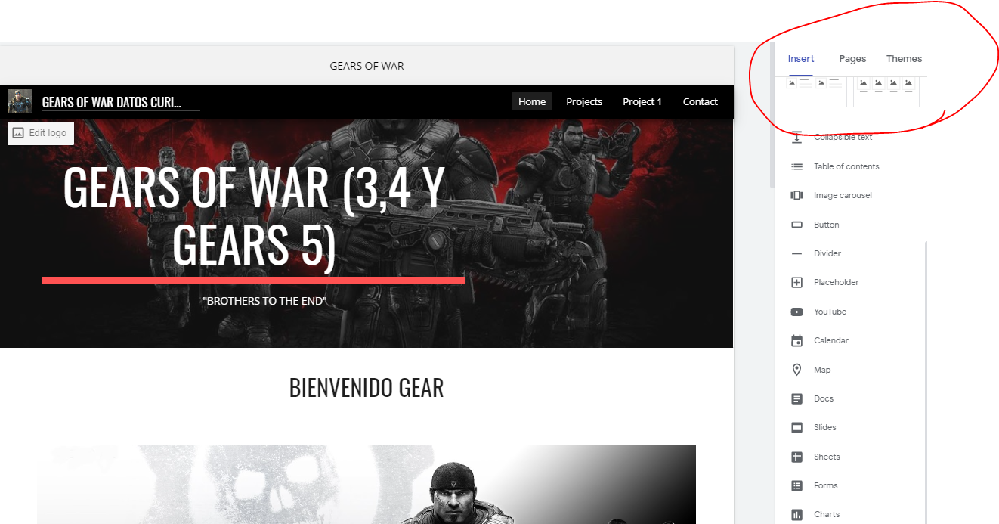 GEARS OF WAR
GEARS OF WAR DATOS CURI...
Home Projects Project 1 Contact
Edit logo
GEARS OF WAR (3,4 Y
GEARS 5)
"BROTHERS TO THE END"
BIENVENIDO GEAR
Insert Pages Themes
Collapsible text
Table of contents
Image carousel
Button
Divider
Placeholder
YouTube
Calendar
Map
Docs
Slides
Sheets
Forms
Charts